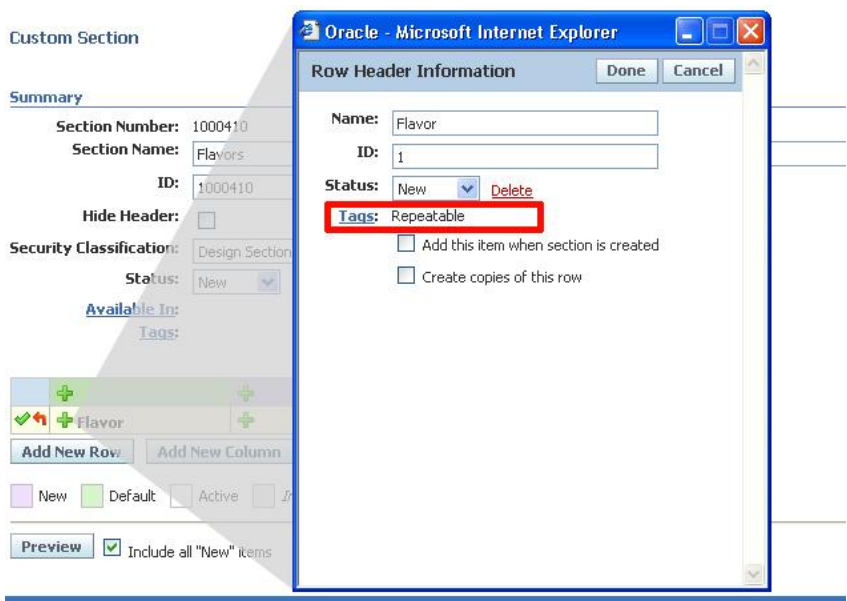 Custom Section
Summary
Section Number: 1000410
Section Name: Flavors
ID: 1000410
Hide Header:
Security Classification: Design Section
Status: New
Available In:
Tags:
Flavor
Add New Row Add New Column
New Default Active
Preview Include all "New" items
Oracle - Microsoft Internet Explorer
Row Header Information Done Cancel
Name: Flavor
ID: 1
Status: New Delete
Tags: Repeatable
Add this item when section is created
Create copies of this row